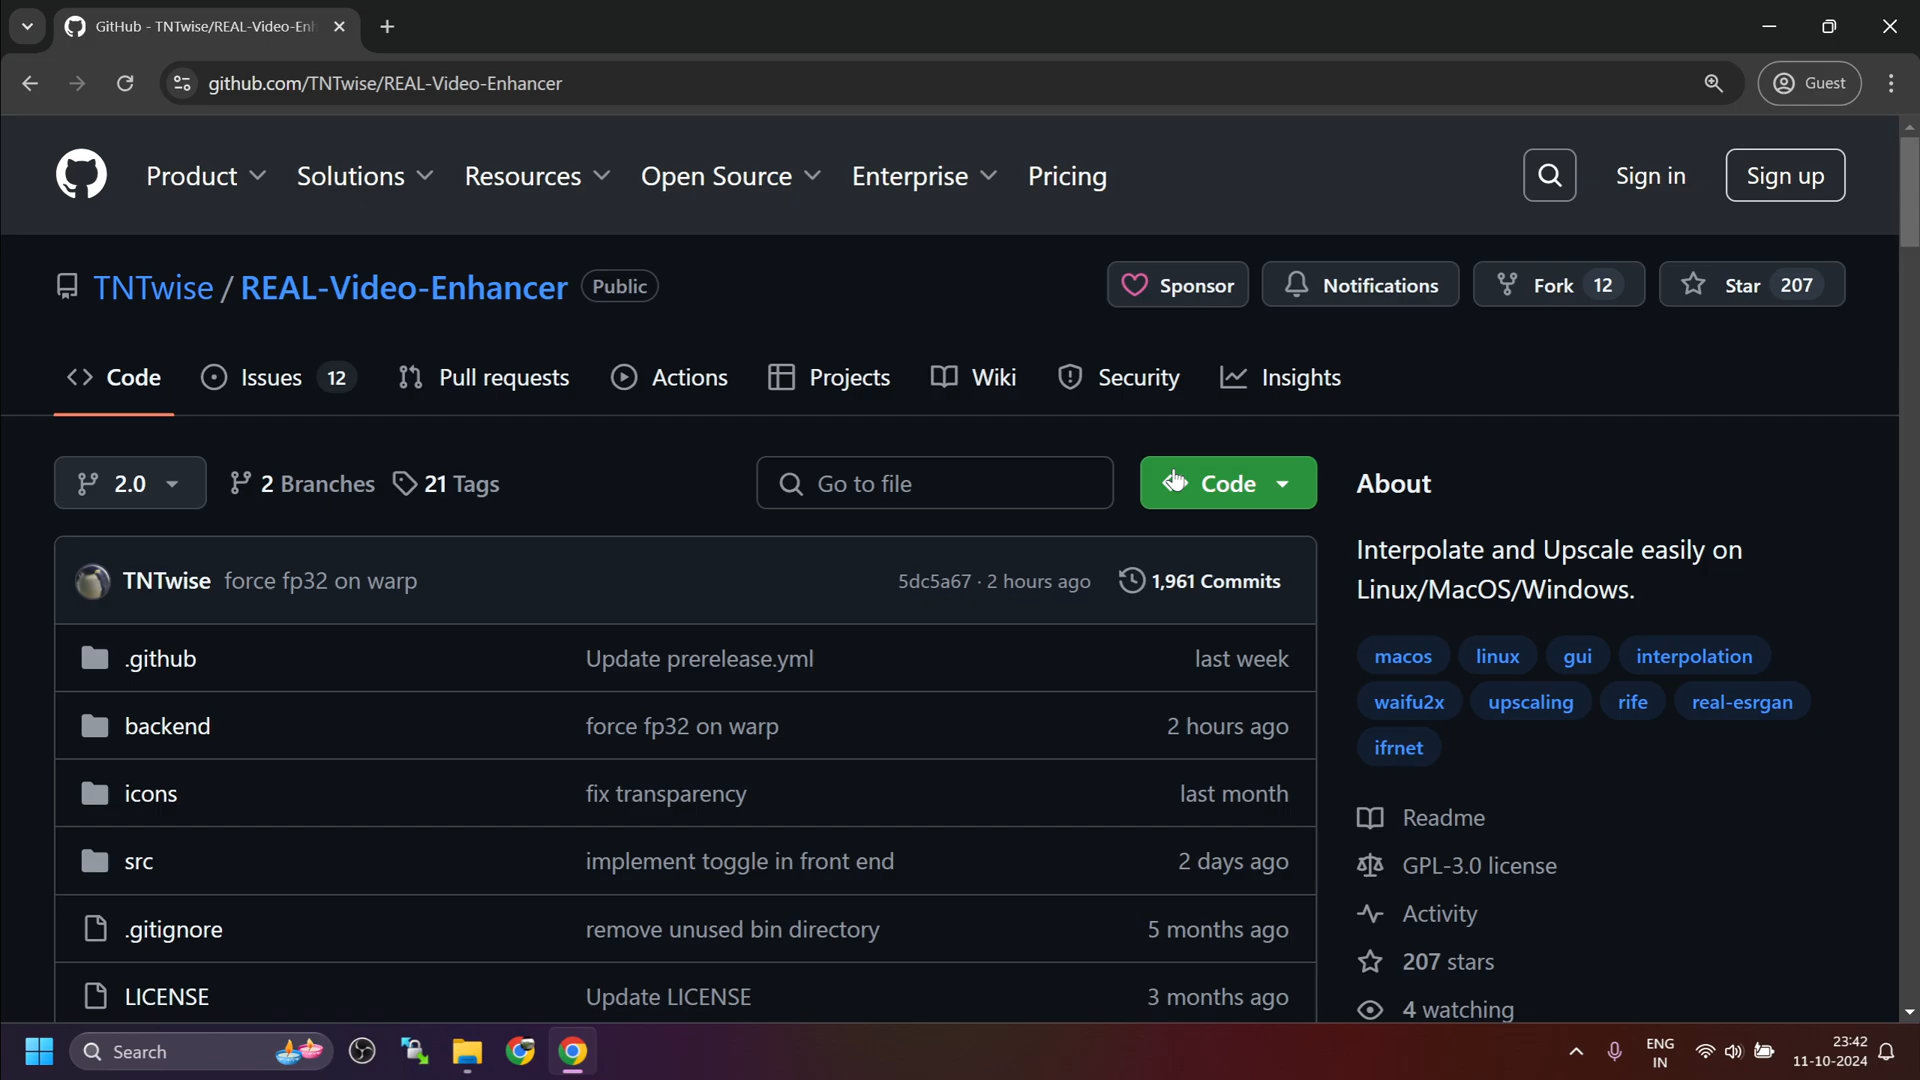 GitHub - TNTwise/REAL-Video-Enh
github.com/TNTwise/REAL-Video-Enhancer
Guest
Product Solutions Resources Open Source Enterprise Pricing
Sign in
Sign up
TNTwise / REAL-Video-Enhancer Public
Sponsor
Notifications
Fork 12
Star 207
Code Issues 12 Pull requests Actions Projects Wiki Security Insights
2.0
2 Branches
21 Tags
Go to file
Code
TNTwise force fp32 on warp 5dc5a67 · 2 hours ago 1,961 Commits
.github Update prerelease.yml last week
backend force fp32 on warp 2 hours ago
icons fix transparency last month
src implement toggle in front end 2 days ago
.gitignore remove unused bin directory 5 months ago
LICENSE Update LICENSE 3 months ago
About
Interpolate and Upscale easily on
Linux/MacOS/Windows.
macos linux gui interpolation
waifu2x upscaling rife real-esrgan
ifrnet
Readme
GPL-3.0 license
Activity
207 stars
4 watching
Search
ENG
IN
23:42
11-10-2024